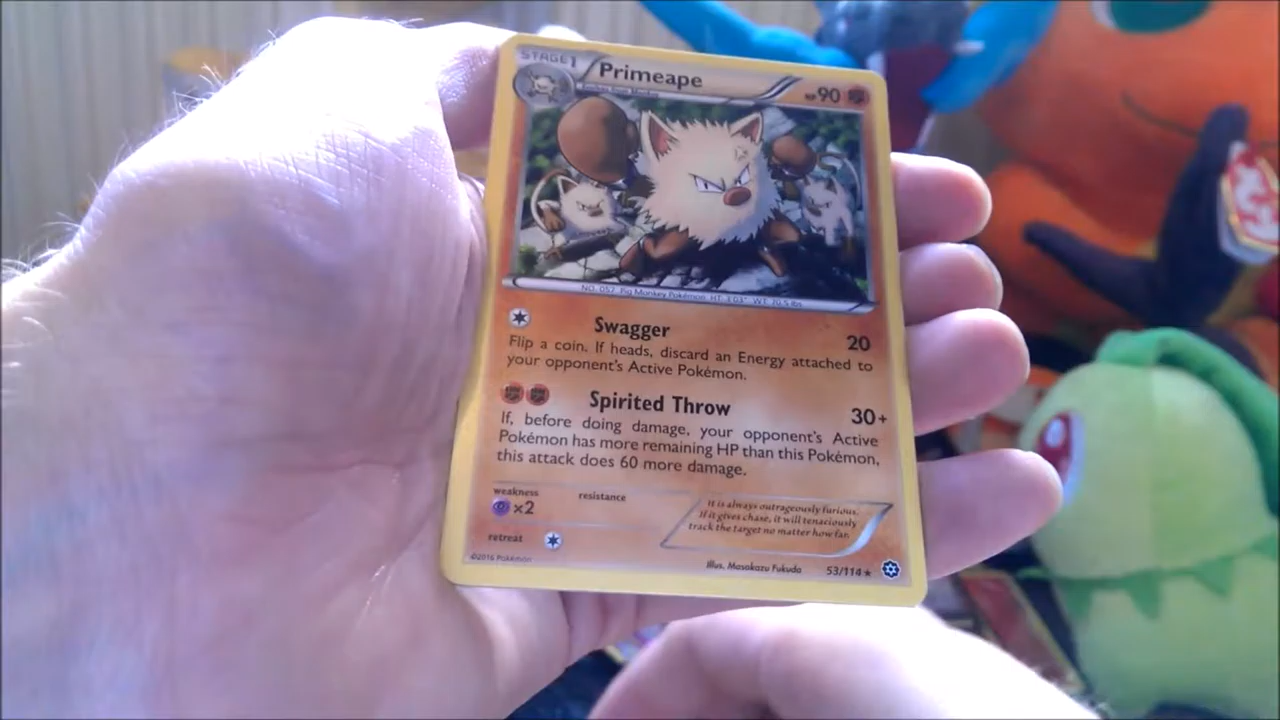 STAGE1
Primeape
HP90
NO. 057 Pig Monkey Pokémon HT: 3'03" WT: 70.5 lbs
Swagger 20
Flip a coin. If heads, discard an Energy attached to
your opponent's Active Pokémon.
Spirited Throw 30+
If, before doing damage, your opponent's Active
Pokémon has more remaining HP than this Pokémon,
this attack does 60 more damage.
weakness resistance
×2
It is always outrageously furious.
If it gives chase, it will tenaciously
track the target no matter how far.
retreat
©2016 Pokémon
Illus. Masakazu Fukuda 53/114★